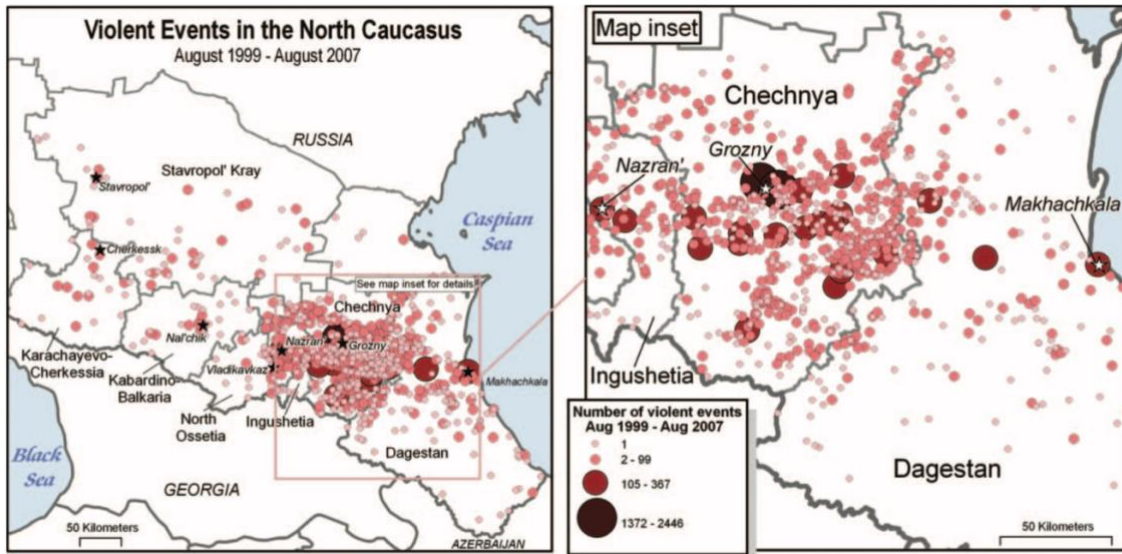 Violent Events in the North Caucasus
August 1999 - August 2007
RUSSIA
Stavropol' Kray
Stavropol'
Cherkessk
Caspian
Sea
See map inset for details
Chechnya
Nal'chik
Nazran'
Grozny
Karachayevo-
Cherkessia
Vladikavkaz
Makhachkala
Kabardino-
Balkaria
North
Ossetia
Ingushetia
Dagestan
Black
Sea
GEORGIA
50 Kilometers
AZERBAIJAN
Map inset
Chechnya
Grozny
Nazran'
Makhachkala
Ingushetia
Dagestan
Number of violent events
Aug 1999 - Aug 2007
1
2 - 99
105 - 367
1372 - 2446
50 Kilometers